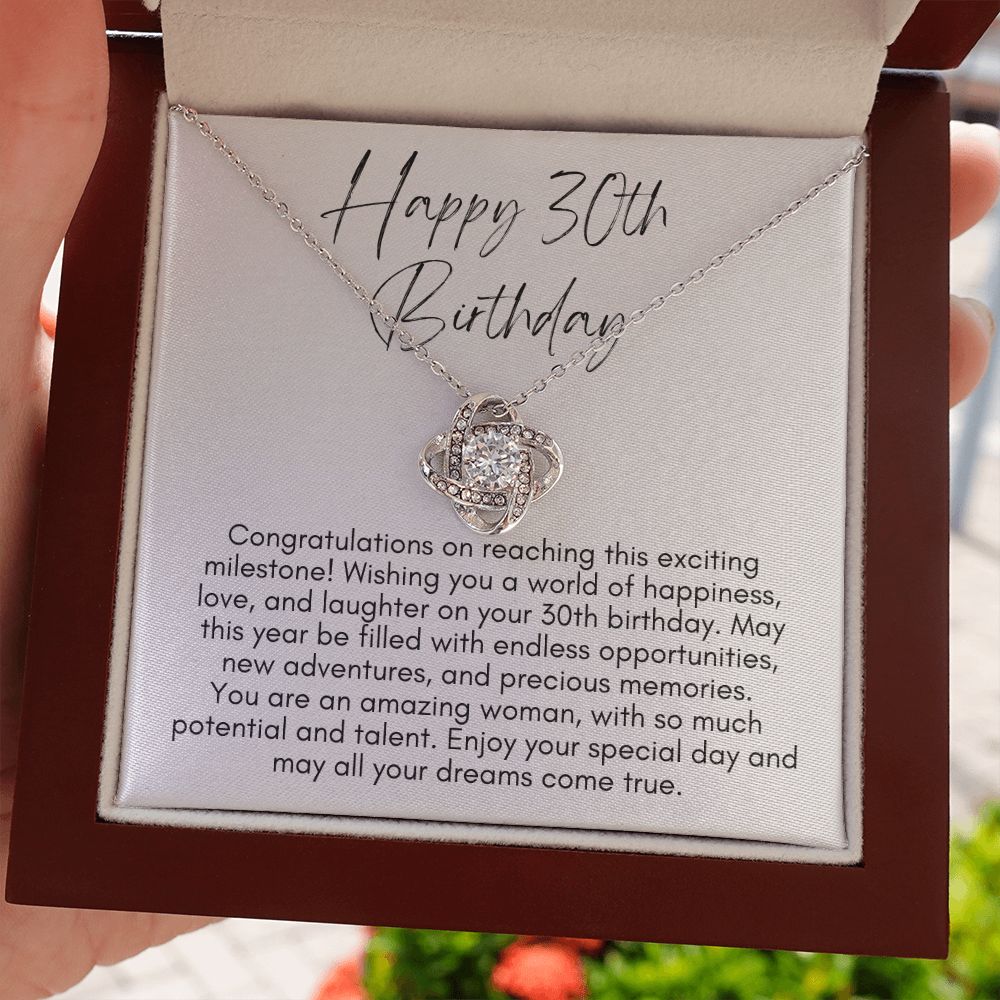 Happy 30th
Birthday
Congratulations on reaching this exciting
milestone! Wishing you a world of happiness,
love, and laughter on your 30th birthday. May
this year be filled with endless opportunities,
new adventures, and precious memories.
You are an amazing woman, with so much
potential and talent. Enjoy your special day and
may all your dreams come true.